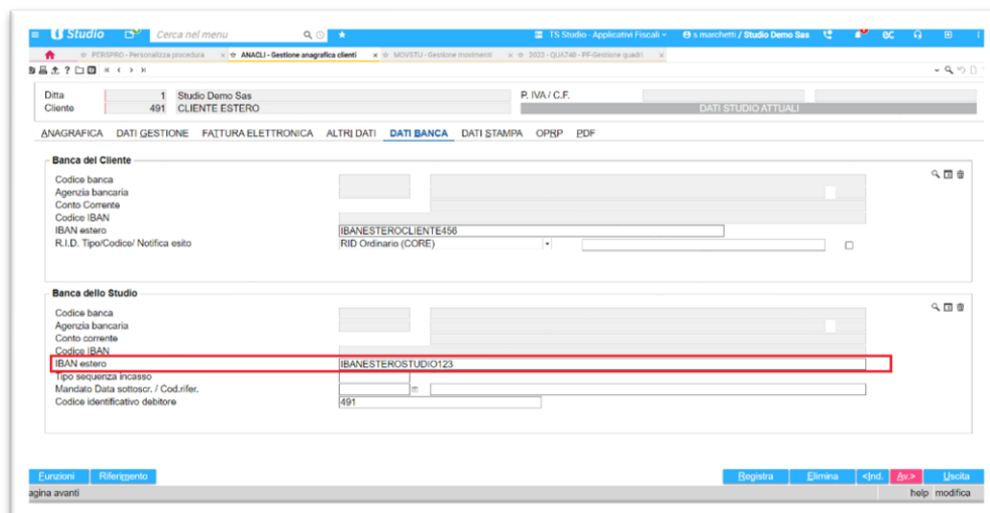 Studio Cerca nel menu TS Studio - Applicativi Fiscali s.marchetti / Studio Demo Sas
PERSPRO - Personalizza procedura x ANACLI - Gestione anagrafica clienti x MOVSTU - Gestione movimenti x 2022 - QUA740 - PF-Gestione quadri x
Ditta 1 Studio Demo Sas P. IVA / C.F.
Cliente 491 CLIENTE ESTERO DATI STUDIO ATTUALI
ANAGRAFICA DATI GESTIONE FATTURA ELETTRONICA ALTRI DATI DATI BANCA DATI STAMPA OPRP PDF
Banca del Cliente
Codice banca
Agenzia bancaria
Conto Corrente
Codice IBAN
IBAN estero IBANESTEROCLIENTE456
R.I.D. Tipo/Codice/ Notifica esito RID Ordinario (CORE)
Banca dello Studio
Codice banca
Agenzia bancaria
Conto corrente
Codice IBAN
IBAN estero IBANESTEROSTUDIO123
Tipo sequenza incasso
Mandato Data sottoscr. / Cod.rifer.
Codice identificativo debitore 491
Funzioni Riferimento Registra Elimina <Ind. Av.> Uscita
agina avanti help modifica